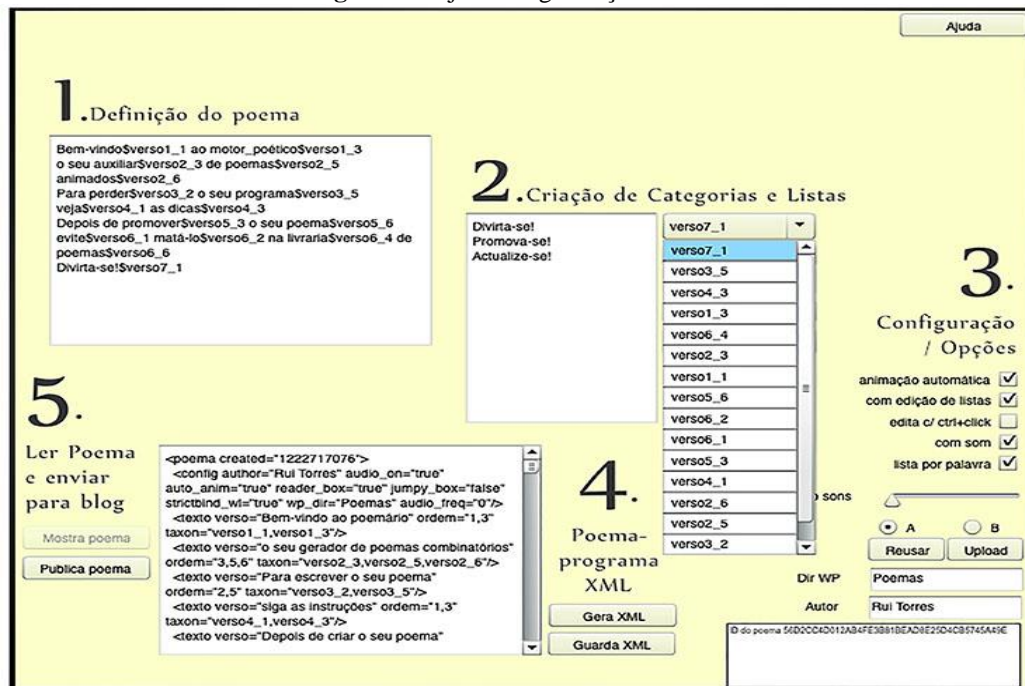 Ajuda
1.Definição do poema
Bem-vindo$verso1_1 ao motor_poético$verso1_3
o seu auxiliar$verso2_3 de poemas$verso2_5
animados$verso2_6
Para perder$verso3_2 o seu programa$verso3_5
veja$verso4_1 as dicas$verso4_3
Depois de promover$verso5_3 o seu poema$verso5_6
evite$verso6_1 matá-lo$verso6_2 na livraria$verso6_4 de
poemas$verso6_6
Divirta-se!$verso7_1
2.Criação de Categorias e Listas
Divirta-se!
Promova-se!
Actualize-se!
verso7_1
verso7_1
verso3_5
verso4_3
verso1_3
verso6_4
verso2_3
verso1_1
verso5_6
verso6_2
verso6_1
verso5_3
verso4_1
verso2_6
verso2_5
verso3_2
3.
Configuração
/ Opções
animação automática
com edição de listas
edita c/ ctrl+click
com som
lista por palavra
sons
A
B
Reusar
Upload
Dir WP
Poemas
Autor
Rui Torres
4.
Poema-
programa
XML
Gera XML
Guarda XML
5.
Ler Poema
e enviar
para blog
Mostra poema
Publica poema
<poema created="1222717076">
<config author="Rui Torres" audio_on="true"
auto_anim="true" reader_box="true" jumpy_box="false"
strictbind_wl="true" wp_dir="Poemas" audio_freq="0"/>
<texto verso="Bem-vindo ao poemário" ordem="1,3"
taxon="verso1_1,verso1_3"/>
<texto verso="o seu gerador de poemas combinatórios"
ordem="3,5,6" taxon="verso2_3,verso2_5,verso2_6"/>
<texto verso="Para escrever o seu poema"
ordem="2,5" taxon="verso3_2,verso3_5"/>
<texto verso="siga as instruções" ordem="1,3"
taxon="verso4_1,verso4_3"/>
<texto verso="Depois de criar o seu poema"
ID do poema